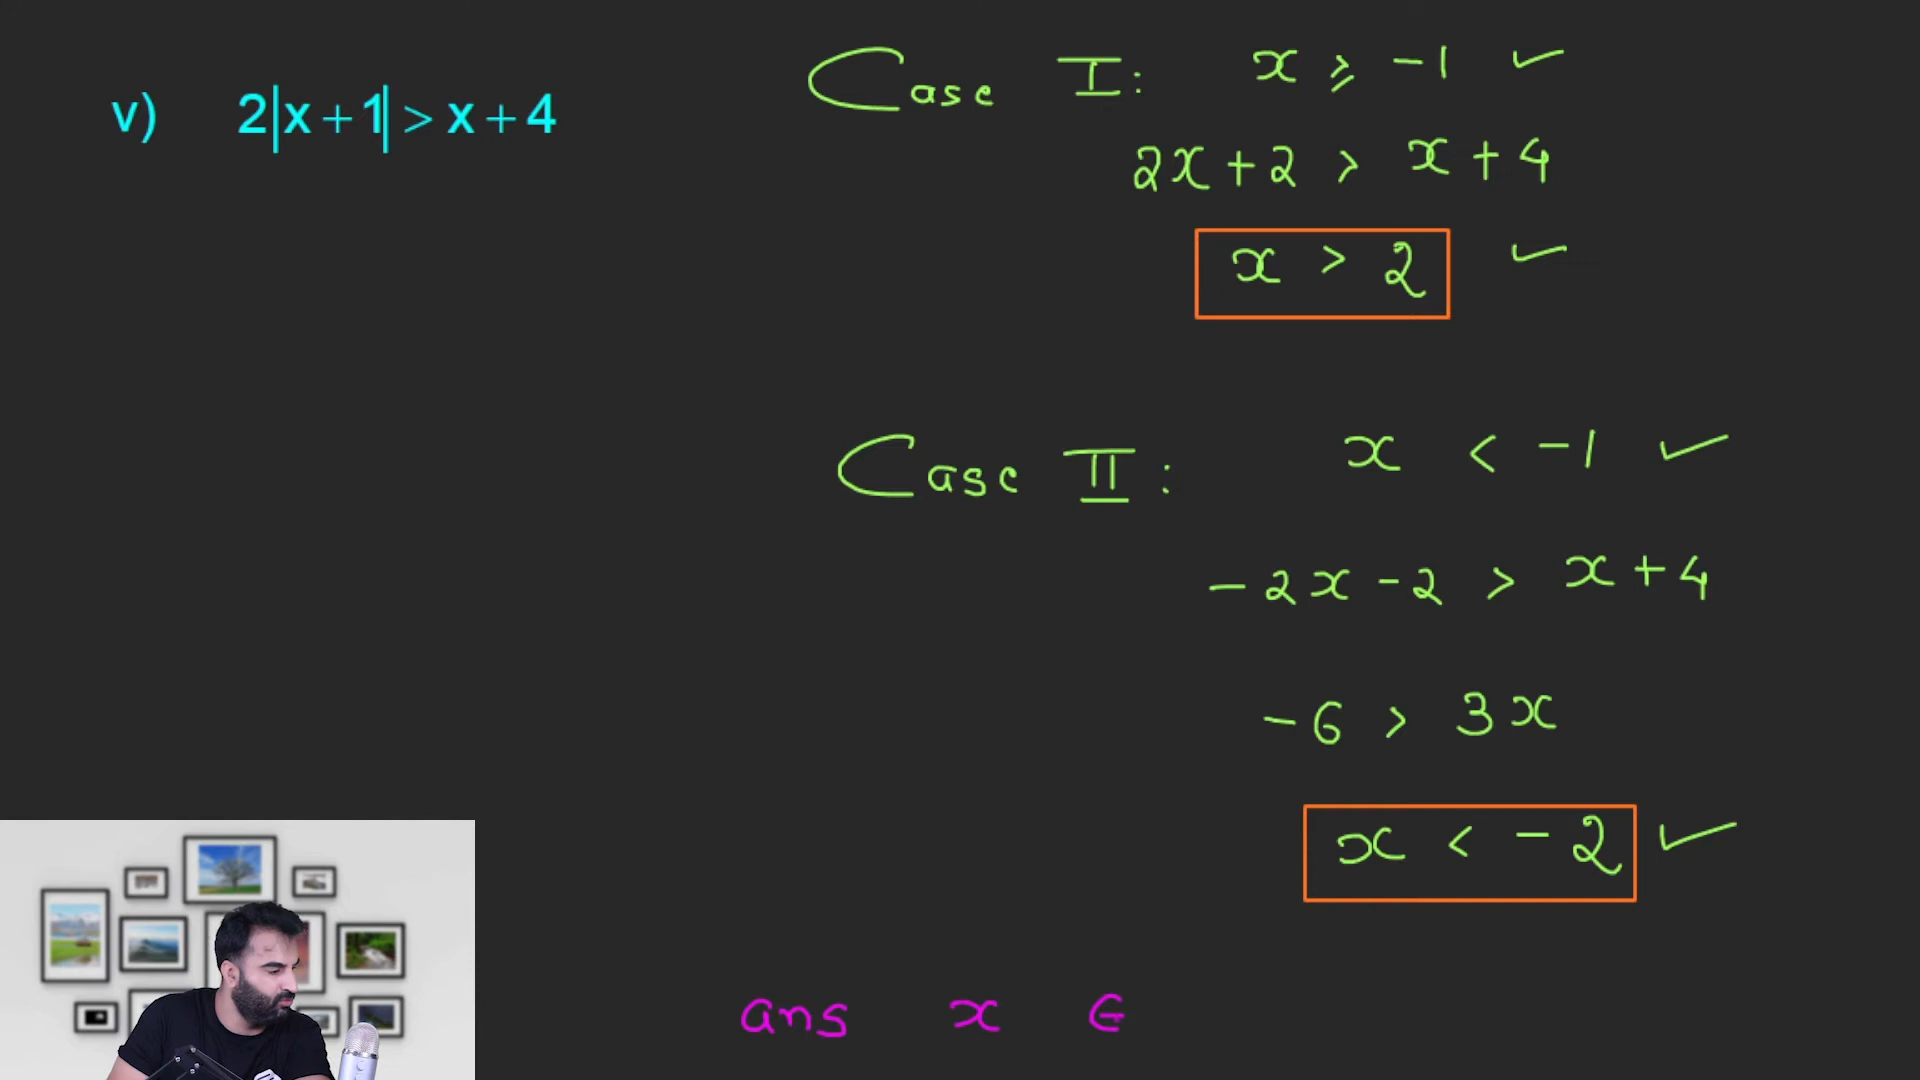 v) 2|x+1| > x+4
Case I: x ≥ -1 ✓
2x+2 > x+4
x > 2 ✓
Case II: x < -1 ✓
-2x-2 > x+4
-6 > 3x
x < -2 ✓
ans x ∈